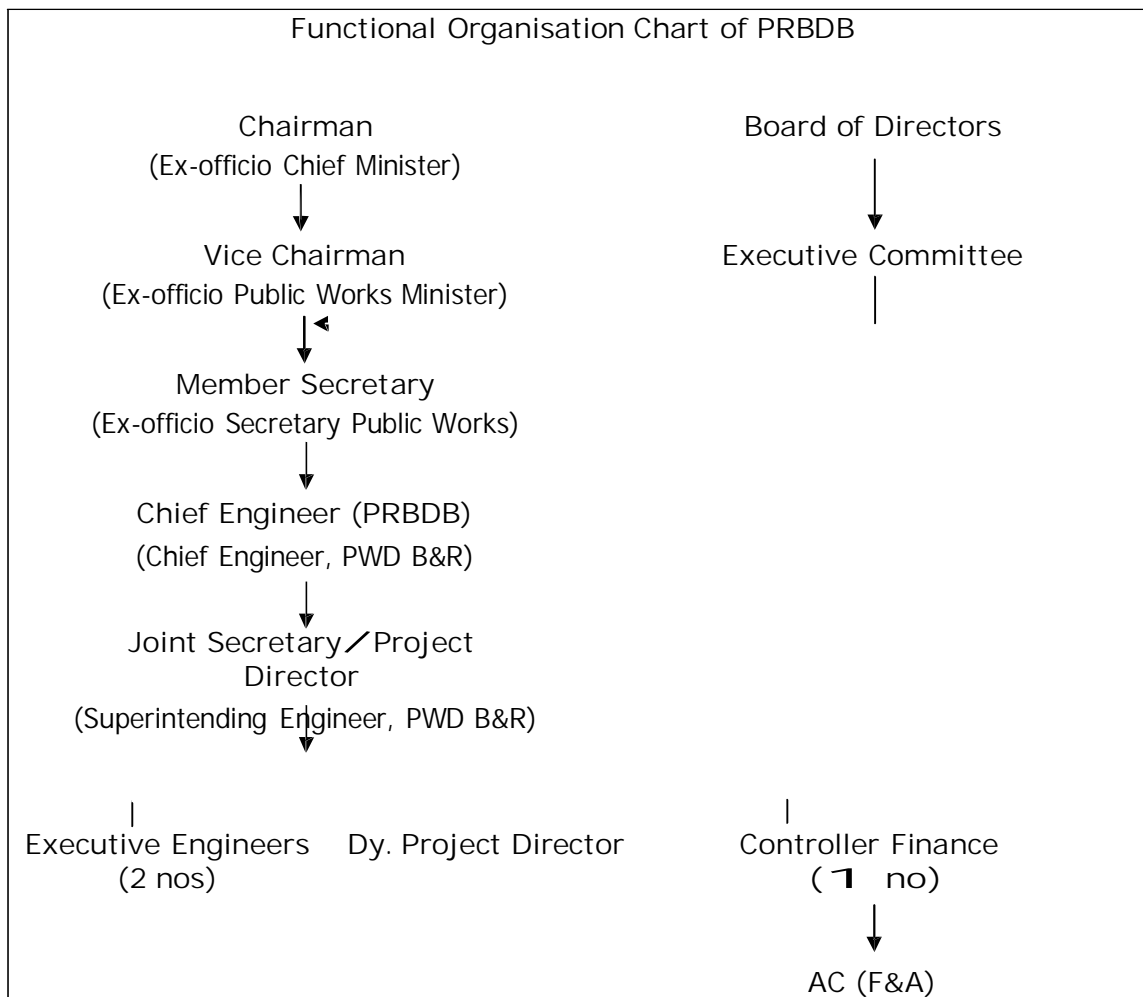 Functional Organisation Chart of PRBDB
Chairman
(Ex-officio Chief Minister)
Board of Directors
Vice Chairman
(Ex-officio Public Works Minister)
Executive Committee
Member Secretary
(Ex-officio Secretary Public Works)
Chief Engineer (PRBDB)
(Chief Engineer, PWD B&R)
Joint Secretary/Project
Director
(Superintending Engineer, PWD B&R)
Executive Engineers
(2 nos)
Dy. Project Director
Controller Finance
(1 no)
AC (F&A)